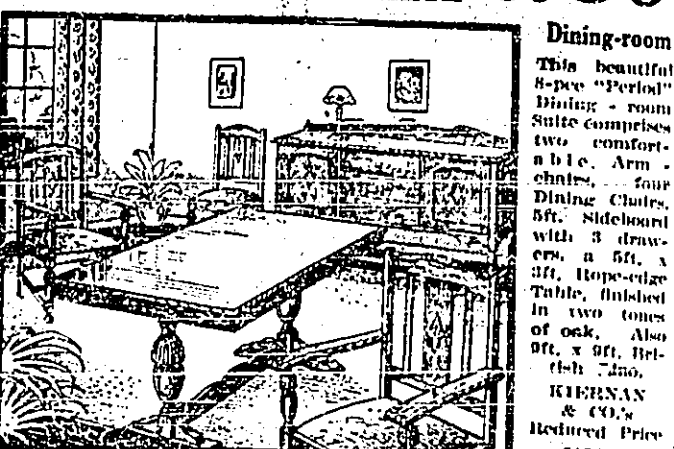 Dining-room
This beautiful
8-pce "Period"
Dining - room
Suite comprises
two comfort-
able, Arm -
chairs, four
Dining Chairs,
5ft. Sideboard
with 3 draw-
ers, a 5ft. x
3ft. Rope-edge
Table, finished
in two tones
of oak. Also
9ft. x 9ft. Bri-
tish Lino.
KIERNAN
& CO.'s
Reduced Price